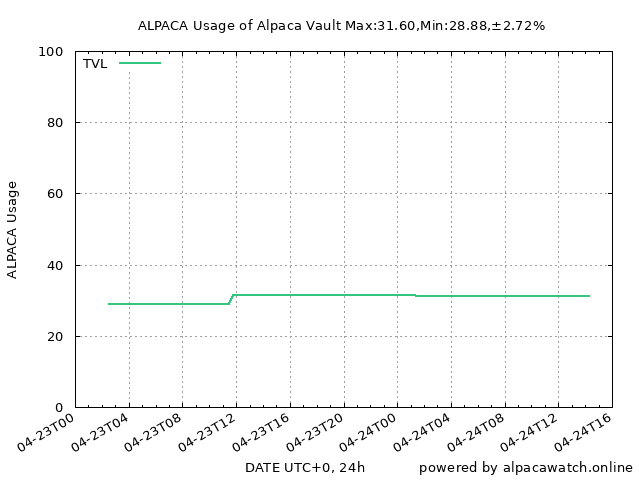 ALPACA Usage of Alpaca Vault Max:31.60,Min:28.88,±2.72%
TVL
ALPACA Usage
100
80
60
40
20
0
04-23T00
04-23T04
04-23T08
04-23T12
04-23T16
04-23T20
04-24T00
04-24T04
04-24T08
04-24T12
04-24T16
DATE UTC+0, 24h
powered by alpacawatch.online